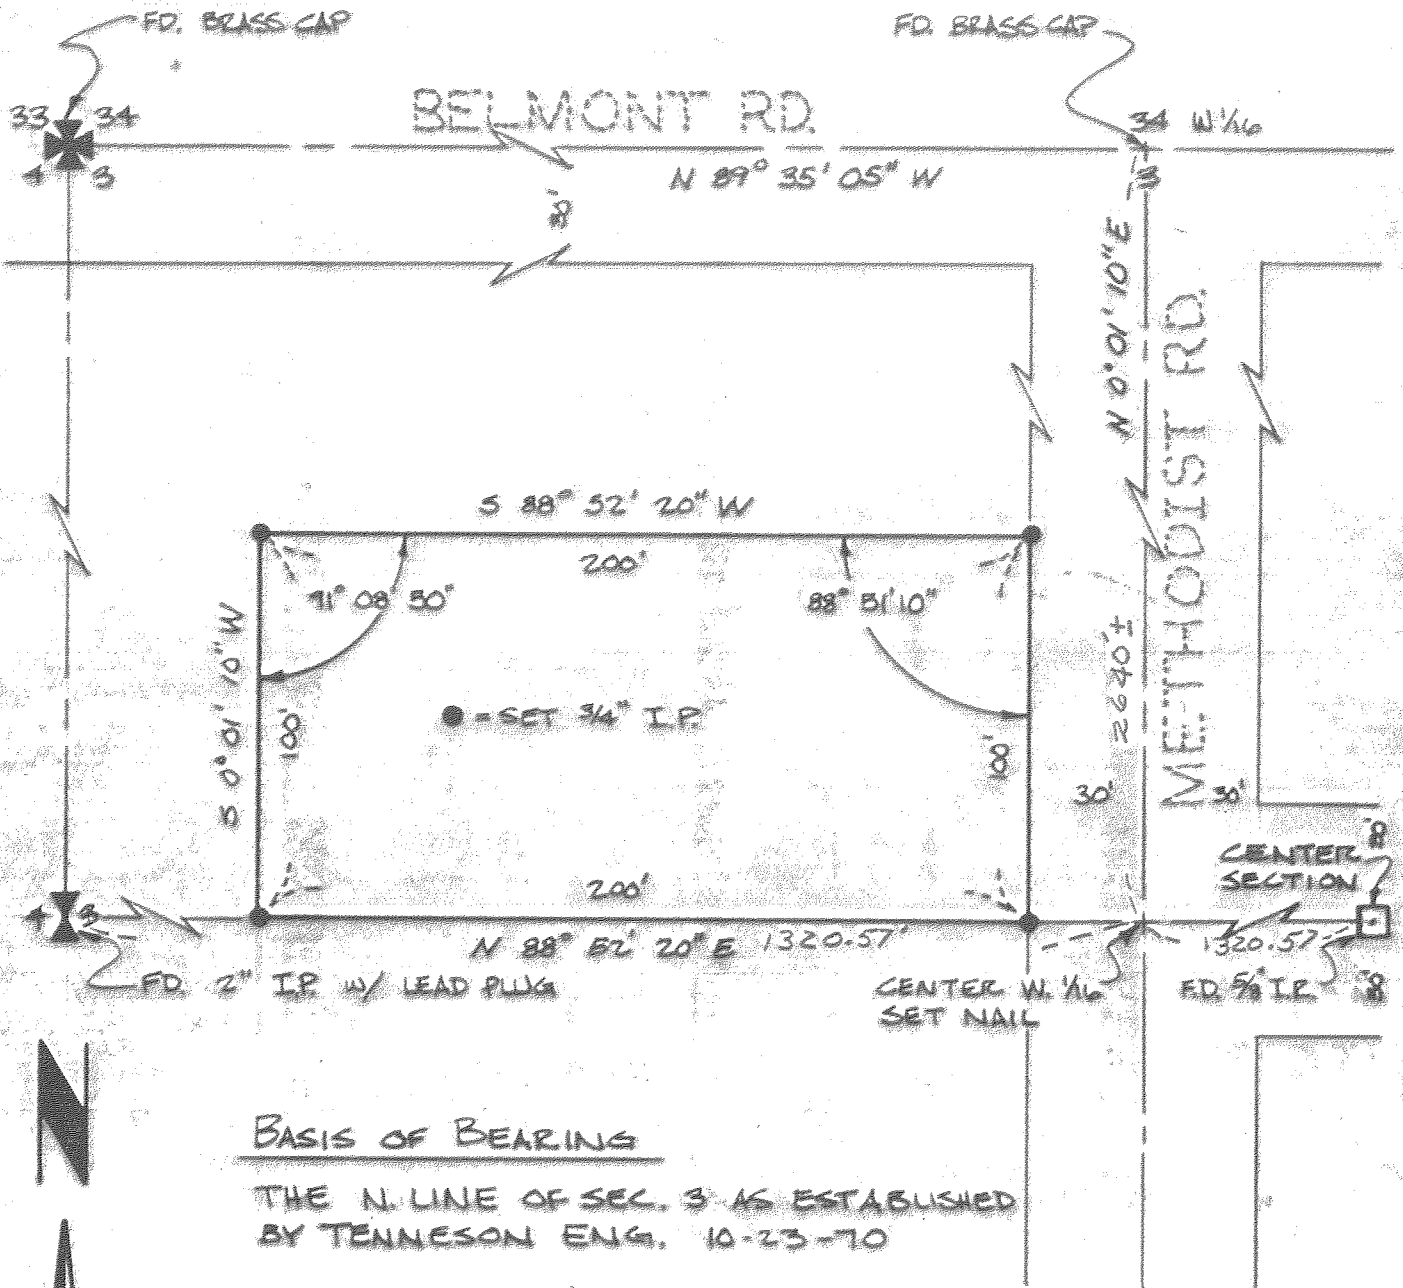 FD. BRASS CAP
FD. BRASS CAP
BELMONT RD.
33 34
4 3
34 W 1/16
3
N 89° 35' 05" W
N 0° 01' 10" E
METHODIST RD.
S 88° 52' 20" W
200'
91° 08' 50"
88° 51' 10"
S 0° 01' 10" W
100'
● = SET 3/4" I.P.
100'
2640'±
30'
30'
CENTER
SECTION
200'
4 3
N 88° 52' 20" E 1320.57'
1320.57'
FD. 2" I.P. W/ LEAD PLUG
CENTER W. 1/16
SET NAIL
FD. 5/8" I.P.
N
BASIS OF BEARING
THE N. LINE OF SEC. 3 AS ESTABLISHED
BY TENNESON ENG. 10-23-70